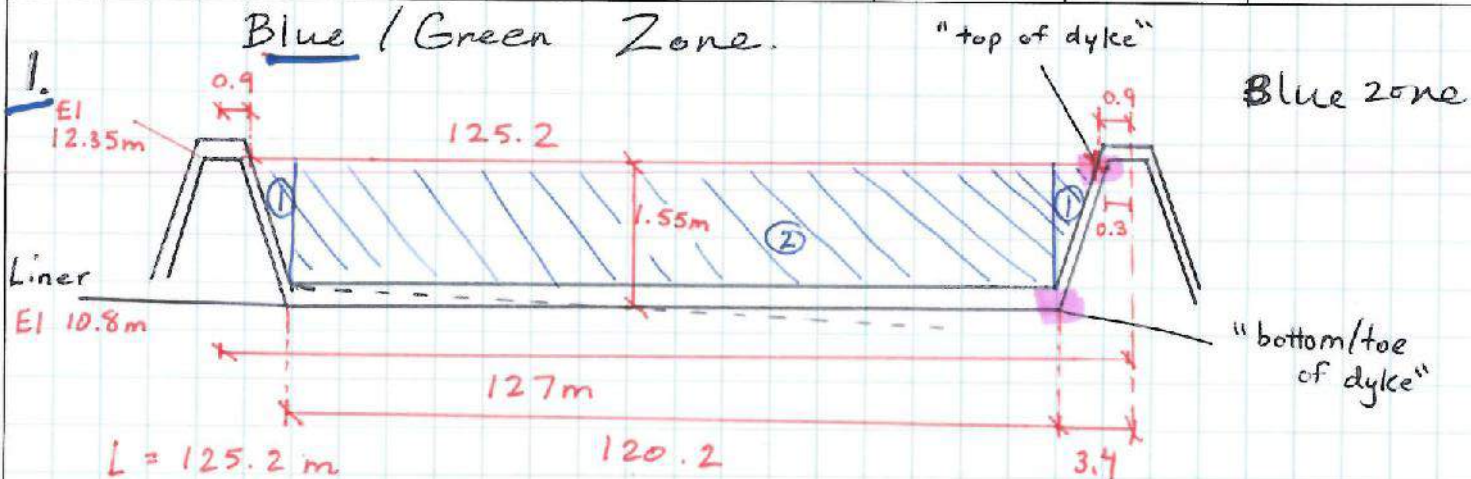 Blue / Green Zone.
"top of dyke"
1.
0.9
0.9
Blue zone
El
12.35m
125.2
1
1.55m
2
1
0.3
Liner
El 10.8m
"bottom/toe
of dyke"
127m
L = 125.2 m
120.2
3.4